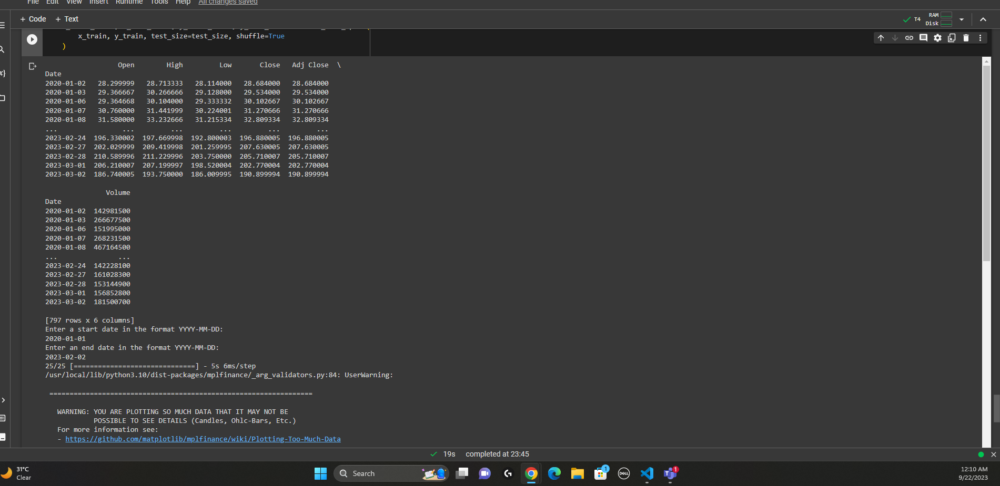 File Edit View Insert Runtime Tools Help All changes saved
+ Code + Text
T4 RAM
Disk
x_train, y_train, test_size=test_size, shuffle=True
)
Open High Low Close Adj Close \
Date
2020-01-02 28.299999 28.713333 28.114000 28.684000 28.684000
2020-01-03 29.366667 30.266666 29.128000 29.534000 29.534000
2020-01-06 29.364668 30.104000 29.333332 30.102667 30.102667
2020-01-07 30.760000 31.441999 30.224001 31.270666 31.270666
2020-01-08 31.580000 33.232666 31.215334 32.809334 32.809334
... ... ... ... ... ...
2023-02-24 196.330002 197.669998 192.800003 196.880005 196.880005
2023-02-27 202.029999 209.419998 201.259995 207.630005 207.630005
2023-02-28 210.589996 211.229996 203.750000 205.710007 205.710007
2023-03-01 206.210007 207.199997 198.520004 202.770004 202.770004
2023-03-02 186.740005 193.750000 186.009995 190.899994 190.899994
Volume
Date
2020-01-02 142981500
2020-01-03 266677500
2020-01-06 151995000
2020-01-07 268231500
2020-01-08 467164500
... ...
2023-02-24 142228100
2023-02-27 161028300
2023-02-28 153144900
2023-03-01 156852800
2023-03-02 181500700
[797 rows x 6 columns]
Enter a start date in the format YYYY-MM-DD:
2020-01-01
Enter an end date in the format YYYY-MM-DD:
2023-02-02
25/25 [==============================] - 5s 6ms/step
/usr/local/lib/python3.10/dist-packages/mplfinance/_arg_validators.py:84: UserWarning:
=================================================================
WARNING: YOU ARE PLOTTING SO MUCH DATA THAT IT MAY NOT BE
POSSIBLE TO SEE DETAILS (Candles, Ohlc-Bars, Etc.)
For more information see:
- https://github.com/matplotlib/mplfinance/wiki/Plotting-Too-Much-Data
19s completed at 23:45
31°C
Clear
Search
1
DELL
T 1
12:10 AM
9/22/2023